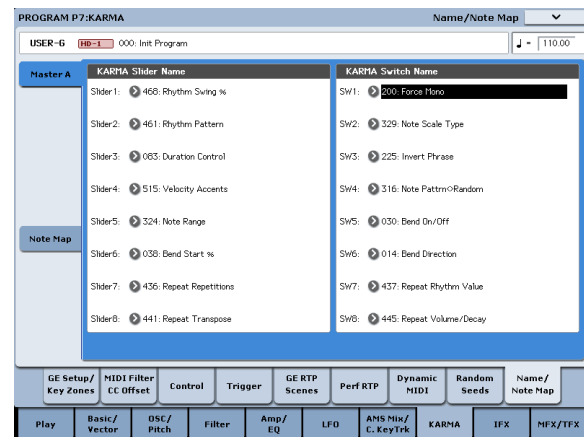 PROGRAM P7:KARMA Name/Note Map
USER-G HD-1 000: Init Program ♩ = 110.00
Master A
Note Map
KARMA Slider Name
Slider1: 468: Rhythm Swing %
Slider2: 461: Rhythm Pattern
Slider3: 083: Duration Control
Slider4: 515: Velocity Accents
Slider5: 324: Note Range
Slider6: 038: Bend Start %
Slider7: 436: Repeat Repetitions
Slider8: 441: Repeat Transpose
KARMA Switch Name
SW1: 200: Force Mono
SW2: 329: Note Scale Type
SW3: 225: Invert Phrase
SW4: 316: Note Pattrn◇Random
SW5: 030: Bend On/Off
SW6: 014: Bend Direction
SW7: 437: Repeat Rhythm Value
SW8: 445: Repeat Volume/Decay
GE Setup/
Key Zones
MIDI Filter
CC Offset
Control
Trigger
GE RTP
Scenes
Perf RTP
Dynamic
MIDI
Random
Seeds
Name/
Note Map
Play
Basic/
Vector
OSC/
Pitch
Filter
Amp/
EQ
LFO
AMS Mix/
C. KeyTrk
KARMA
IFX
MFX/TFX